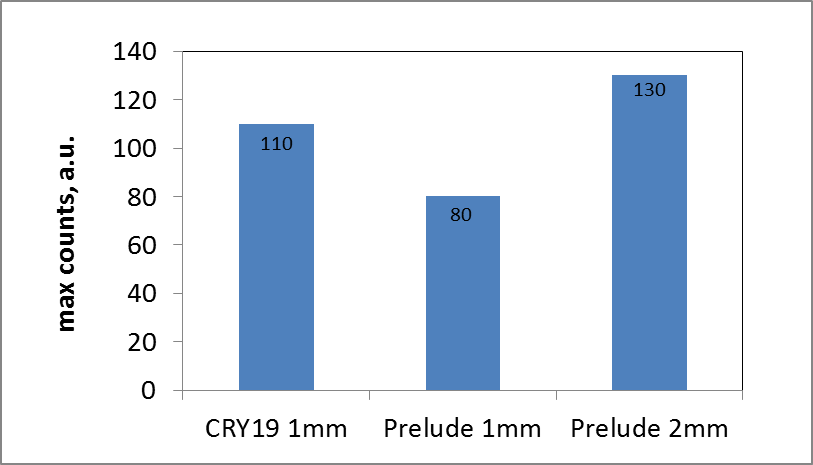 max counts, a.u.
140
120
100
80
60
40
20
0
110
80
130
CRY19 1mm
Prelude 1mm
Prelude 2mm